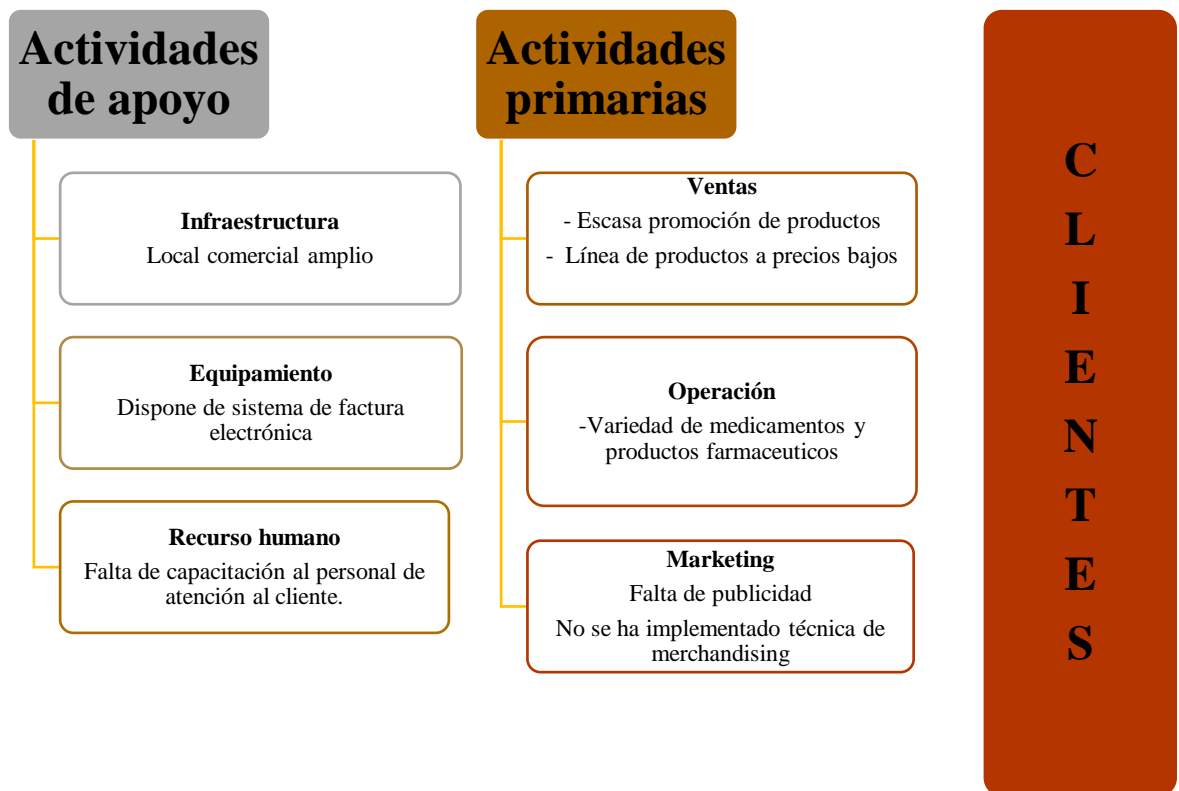 Actividades
de apoyo
Infraestructura
Local comercial amplio
Equipamiento
Dispone de sistema de factura
electrónica
Recurso humano
Falta de capacitación al personal de
atención al cliente.
Actividades
primarias
Ventas
- Escasa promoción de productos
- Línea de productos a precios bajos
Operación
-Variedad de medicamentos y
productos farmaceuticos
Marketing
Falta de publicidad
No se ha implementado técnica de
merchandising
C
L
I
E
N
T
E
S